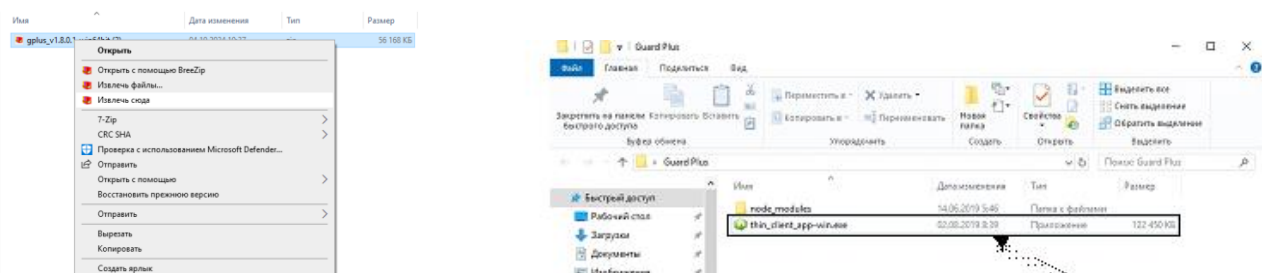 Имя Дата изменения Тип Размер
gplus_v1.8.0.1 56 168 КБ
Открыть
Открыть с помощью BreeZip
Извлечь файлы...
Извлечь сюда
7-Zip
CRC SHA
Проверка с использованием Microsoft Defender...
Отправить
Открыть с помощью
Восстановить прежнюю версию
Отправить
Вырезать
Копировать
Создать ярлык
Guard Plus
Файл Главная Поделиться Вид
Закрепить на панели быстрого доступа
Копировать Вставить
Переместить в
Копировать в
Удалить
Переименовать
Новая папка
Свойства
Выделить все
Снять выделение
Обратить выделение
Буфер обмена Упорядочить Создать Открыть Выделить
Guard Plus Поиск: Guard Plus
Имя Дата изменения Тип Размер
Быстрый доступ
Рабочий стол
Загрузки
Документы
Изображения
node_modules 14.06.2019 5:46 Папка с файлами
thin_client_app-win.exe 02.08.2019 8:39 Приложение 122 450 КБ